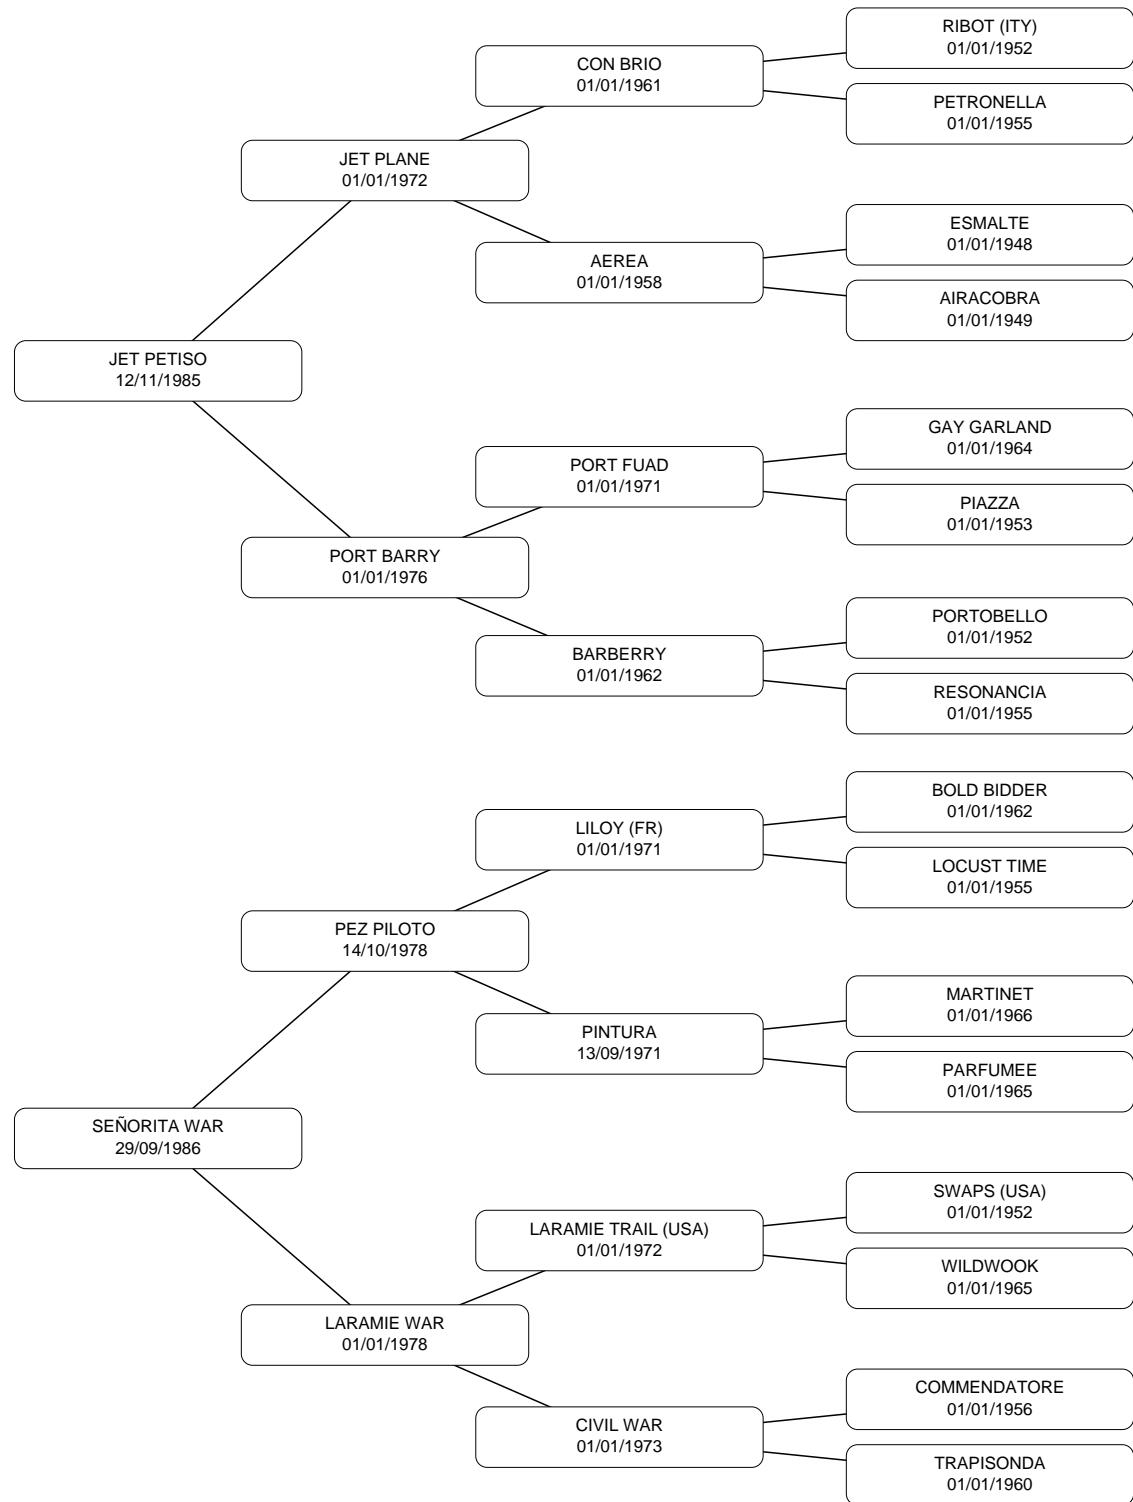 RIBOT (ITY)
01/01/1952
CON BRIO
01/01/1961
PETRONELLA
01/01/1955
JET PLANE
01/01/1972
ESMALTE
01/01/1948
AEREA
01/01/1958
AIRACOBRA
01/01/1949
JET PETISO
12/11/1985
GAY GARLAND
01/01/1964
PORT FUAD
01/01/1971
PIAZZA
01/01/1953
PORT BARRY
01/01/1976
PORTOBELLO
01/01/1952
BARBERRY
01/01/1962
RESONANCIA
01/01/1955
BOLD BIDDER
01/01/1962
LILOY (FR)
01/01/1971
LOCUST TIME
01/01/1955
PEZ PILOTO
14/10/1978
MARTINET
01/01/1966
PINTURA
13/09/1971
PARFUMEE
01/01/1965
SEÑORITA WAR
29/09/1986
SWAPS (USA)
01/01/1952
LARAMIE TRAIL (USA)
01/01/1972
WILDWOOK
01/01/1965
LARAMIE WAR
01/01/1978
COMMENDATORE
01/01/1956
CIVIL WAR
01/01/1973
TRAPISONDA
01/01/1960